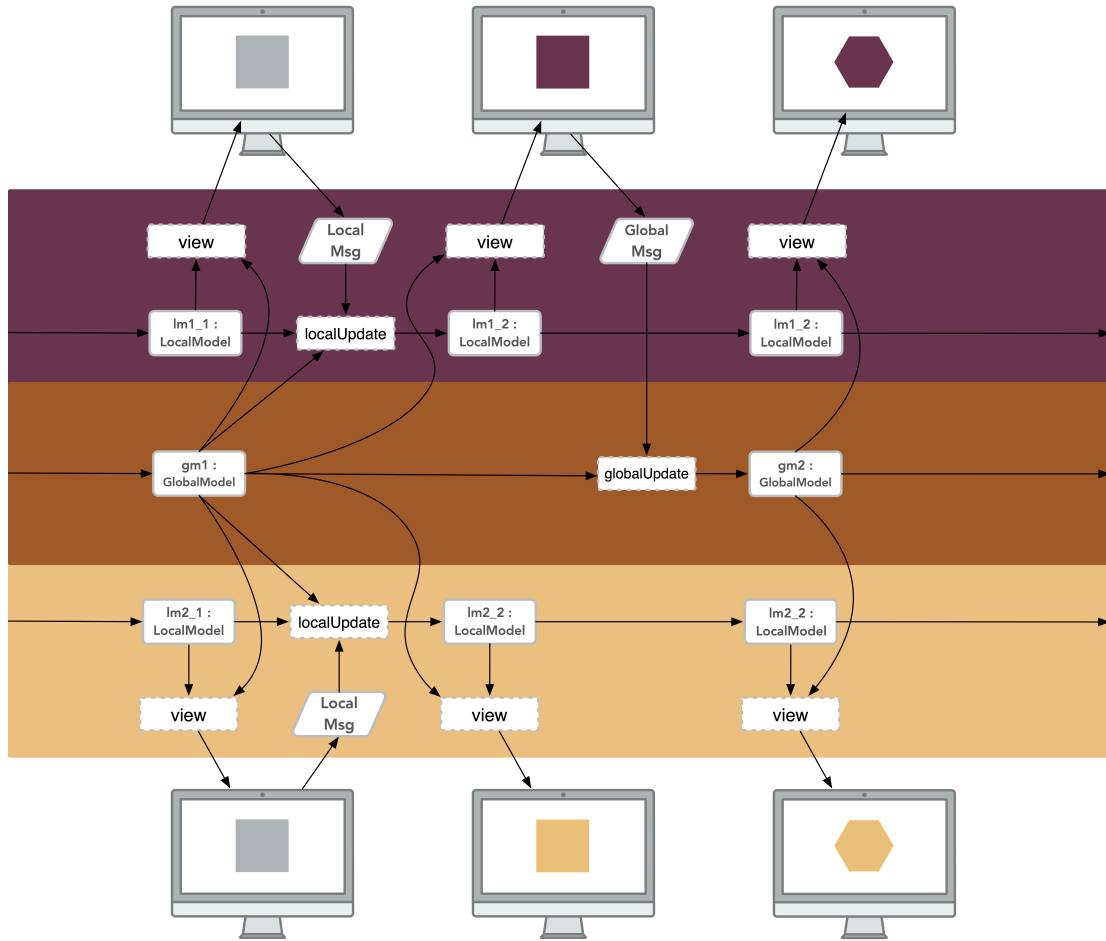 view
Local
Msg
view
Global
Msg
view
lm1_1 :
LocalModel
localUpdate
lm1_2 :
LocalModel
lm1_2 :
LocalModel
gm1 :
GlobalModel
globalUpdate
gm2 :
GlobalModel
lm2_1 :
LocalModel
localUpdate
lm2_2 :
LocalModel
lm2_2 :
LocalModel
view
Local
Msg
view
view